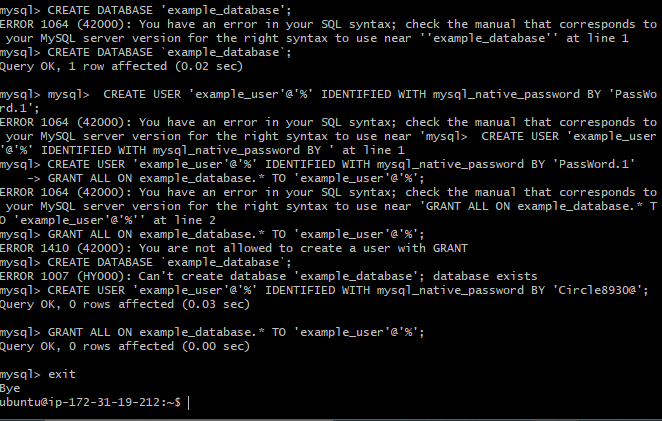 mysql> CREATE DATABASE 'example_database';
ERROR 1064 (42000): You have an error in your SQL syntax; check the manual that corresponds to
 your MySQL server version for the right syntax to use near ''example_database'' at line 1
mysql> CREATE DATABASE `example_database`;
Query OK, 1 row affected (0.02 sec)
mysql> mysql>  CREATE USER 'example_user'@'%' IDENTIFIED WITH mysql_native_password BY 'PassWo
rd.1';
ERROR 1064 (42000): You have an error in your SQL syntax; check the manual that corresponds to
 your MySQL server version for the right syntax to use near 'mysql>  CREATE USER 'example_user
'@'%' IDENTIFIED WITH mysql_native_password BY ' at line 1
mysql> CREATE USER 'example_user'@'%' IDENTIFIED WITH mysql_native_password BY 'PassWord.1'
    -> GRANT ALL ON example_database.* TO 'example_user'@'%';
ERROR 1064 (42000): You have an error in your SQL syntax; check the manual that corresponds to
 your MySQL server version for the right syntax to use near 'GRANT ALL ON example_database.* T
O 'example_user'@'%'' at line 2
mysql> GRANT ALL ON example_database.* TO 'example_user'@'%';
ERROR 1410 (42000): You are not allowed to create a user with GRANT
mysql> CREATE DATABASE `example_database`;
ERROR 1007 (HY000): Can't create database 'example_database'; database exists
mysql> CREATE USER 'example_user'@'%' IDENTIFIED WITH mysql_native_password BY 'Circle8930@';
Query OK, 0 rows affected (0.03 sec)
mysql> GRANT ALL ON example_database.* TO 'example_user'@'%';
Query OK, 0 rows affected (0.00 sec)
mysql> exit
Bye
ubuntu@ip-172-31-19-212:~$